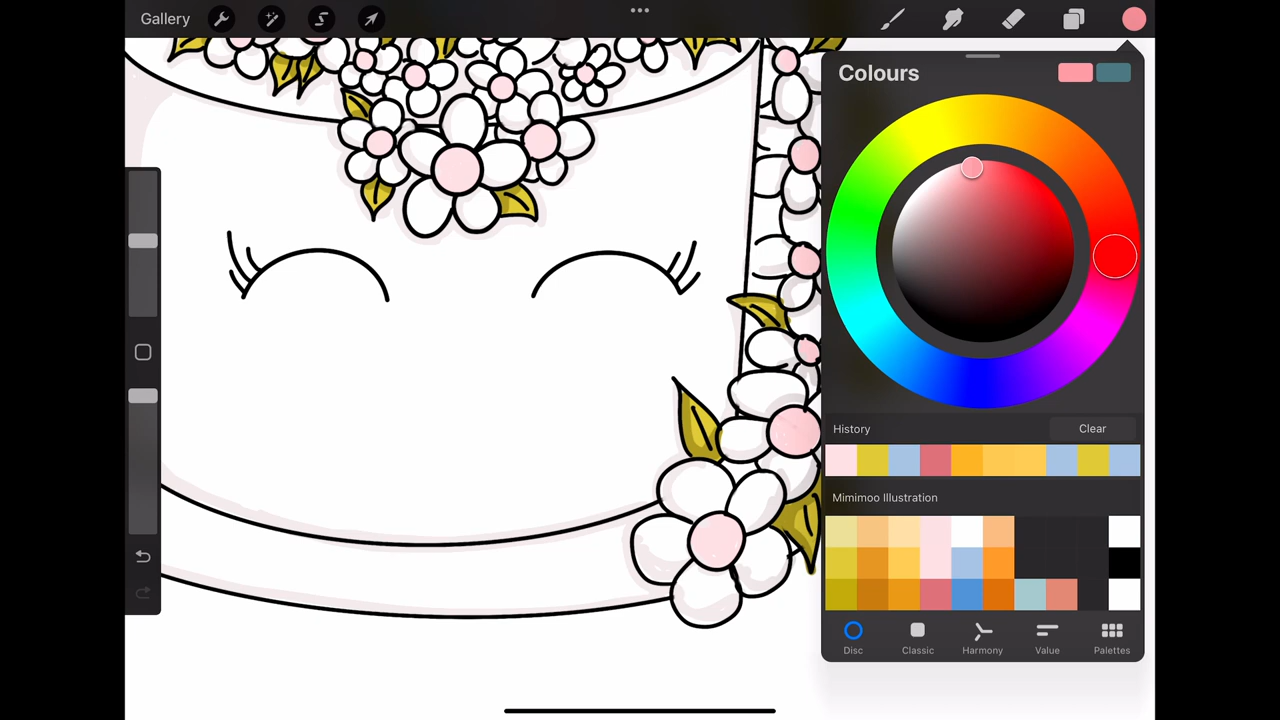 Gallery
Colours
History
Clear
Mimimoo Illustration
Disc
Classic
Harmony
Value
Palettes